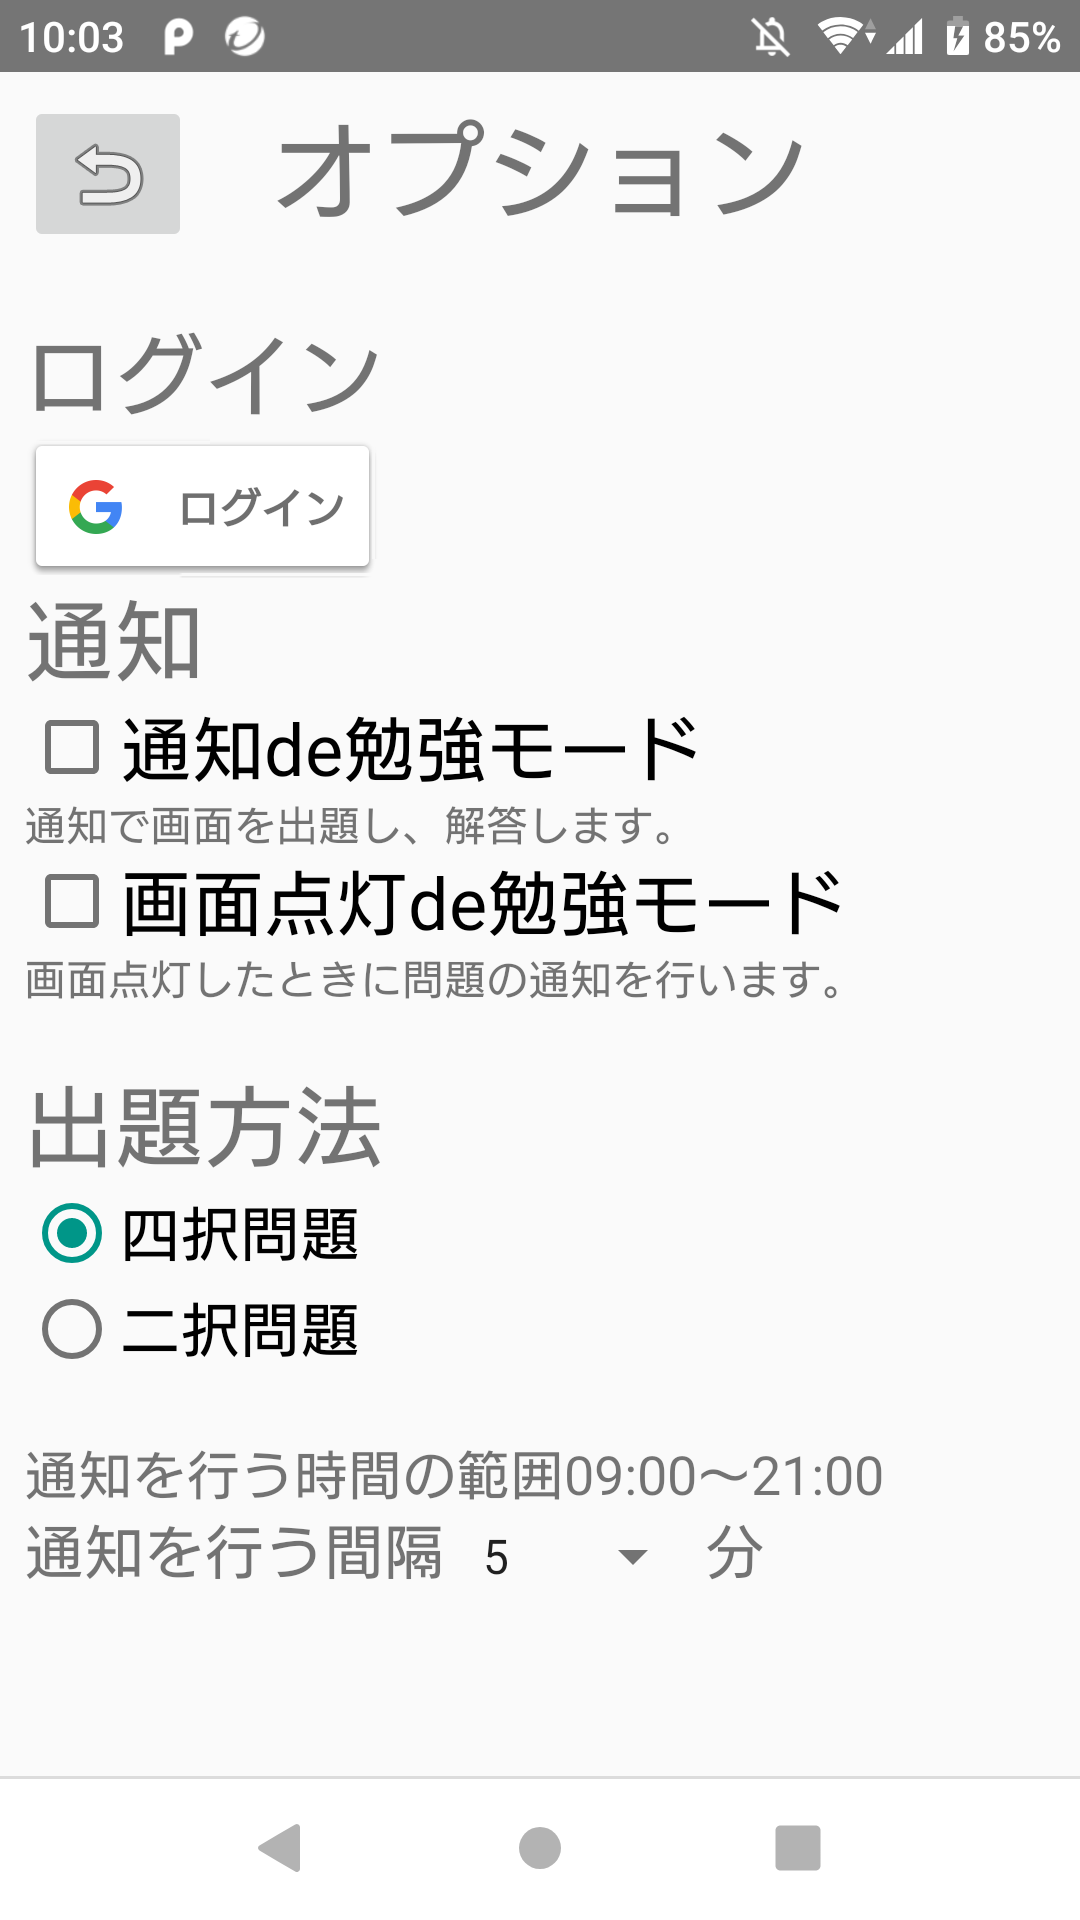 10:03 85%
オプション
ログイン
ログイン
通知
通知de勉強モード
通知で画面を出題し、解答します。
画面点灯de勉強モード
画面点灯したときに問題の通知を行います。
出題方法
四択問題
二択問題
通知を行う時間の範囲09:00〜21:00
通知を行う間隔 5 分